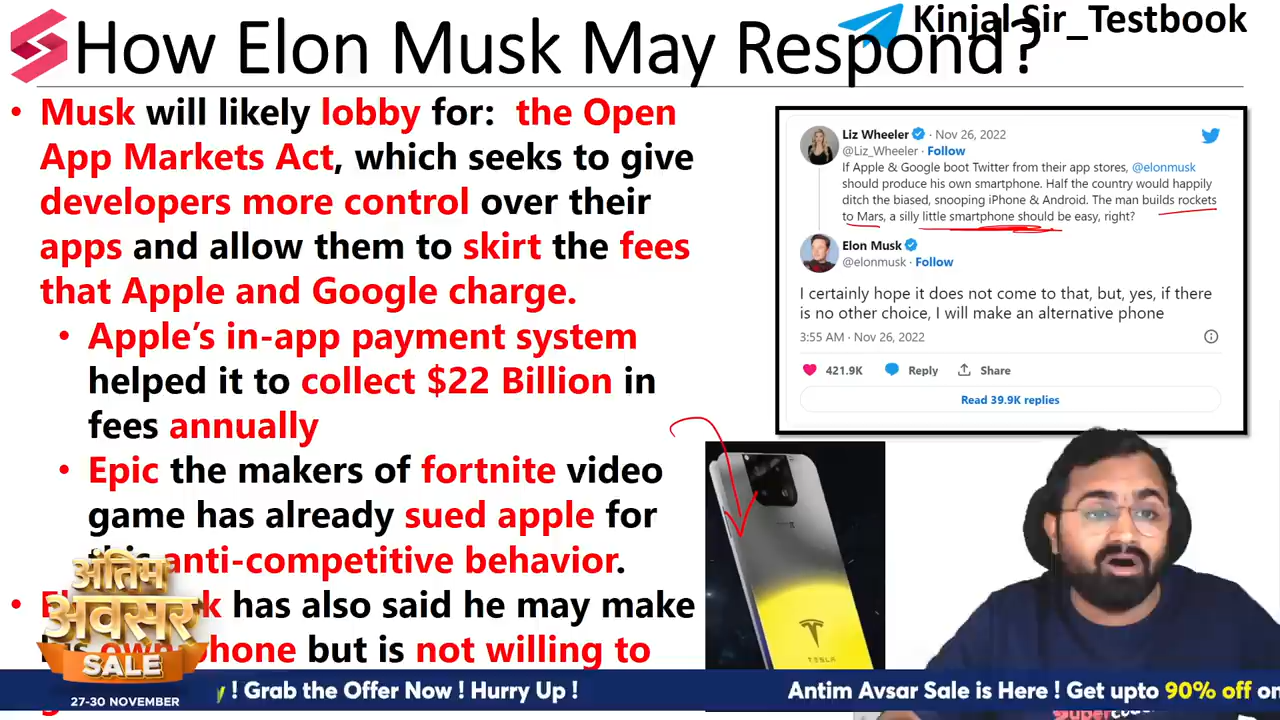 How Elon Musk May Respond?
Kinjal Sir_Testbook
• Musk will likely lobby for: the Open
App Markets Act, which seeks to give
developers more control over their
apps and allow them to skirt the fees
that Apple and Google charge.
• Apple’s in-app payment system
helped it to collect $22 Billion in
fees annually
• Epic the makers of fortnite video
game has already sued apple for
anti-competitive behavior.
• has also said he may make
own phone but is not willing to
Liz Wheeler · Nov 26, 2022
@Liz_Wheeler · Follow
If Apple & Google boot Twitter from their app stores, @elonmusk
should produce his own smartphone. Half the country would happily
ditch the biased, snooping iPhone & Android. The man builds rockets
to Mars, a silly little smartphone should be easy, right?
Elon Musk
@elonmusk · Follow
I certainly hope it does not come to that, but, yes, if there
is no other choice, I will make an alternative phone
3:55 AM · Nov 26, 2022
421.9K Reply Share
Read 39.9K replies
TESLA
अंतिम
अवसर
SALE
27-30 NOVEMBER
y ! Grab the Offer Now ! Hurry Up !
Antim Avsar Sale is Here ! Get upto 90% off on